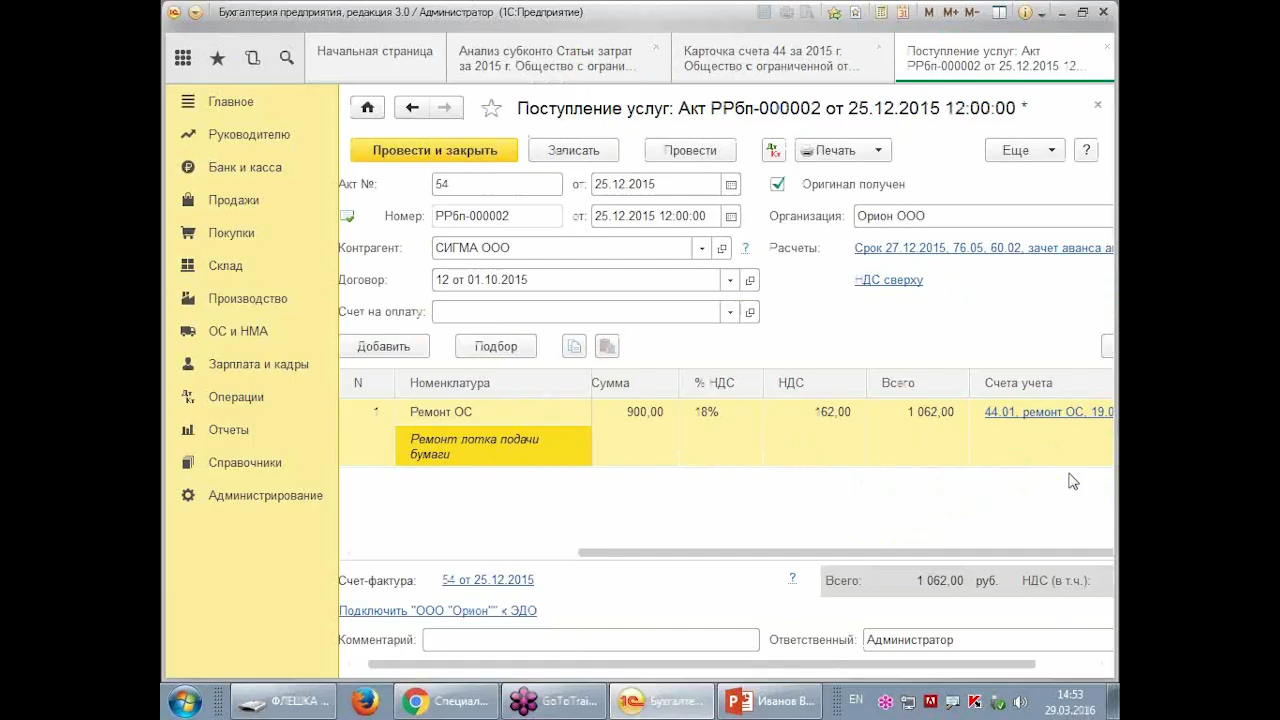 Бухгалтерия предприятия, редакция 3.0 / Администратор (1С:Предприятие)
M M+ M-
Начальная страница
Анализ субконто Статьи затрат
за 2015 г. Общество с ограни...
Карточка счета 44 за 2015 г.
Общество с ограниченной от...
Поступление услуг: Акт
РРбп-000002 от 25.12.2015 12...
Главное
Руководителю
Банк и касса
Продажи
Покупки
Склад
Производство
ОС и НМА
Зарплата и кадры
Операции
Отчеты
Справочники
Администрирование
Поступление услуг: Акт РРбп-000002 от 25.12.2015 12:00:00 *
Провести и закрыть Записать Провести Дт Кт Печать Еще ?
Акт №: 54 от: 25.12.2015 Оригинал получен
Номер: РРбп-000002 от: 25.12.2015 12:00:00 Организация: Орион ООО
Контрагент: СИГМА ООО ? Расчеты: Срок 27.12.2015, 76.05, 60.02, зачет аванса а
Договор: 12 от 01.10.2015 НДС сверху
Счет на оплату:
Добавить Подбор
N Номенклатура Сумма % НДС НДС Всего Счета учета
1 Ремонт ОС 900,00 18% 162,00 1 062,00 44.01, ремонт ОС, 19.0
Ремонт лотка подачи
бумаги
Счет-фактура: 54 от 25.12.2015 ? Всего: 1 062,00 руб. НДС (в т.ч.):
Подключить "ООО "Орион"" к ЭДО
Комментарий: Ответственный: Администратор
ФЛЕШКА ... Специал... GoToTrai... Бухгалте... Иванов В... EN 14:53
29.03.2016